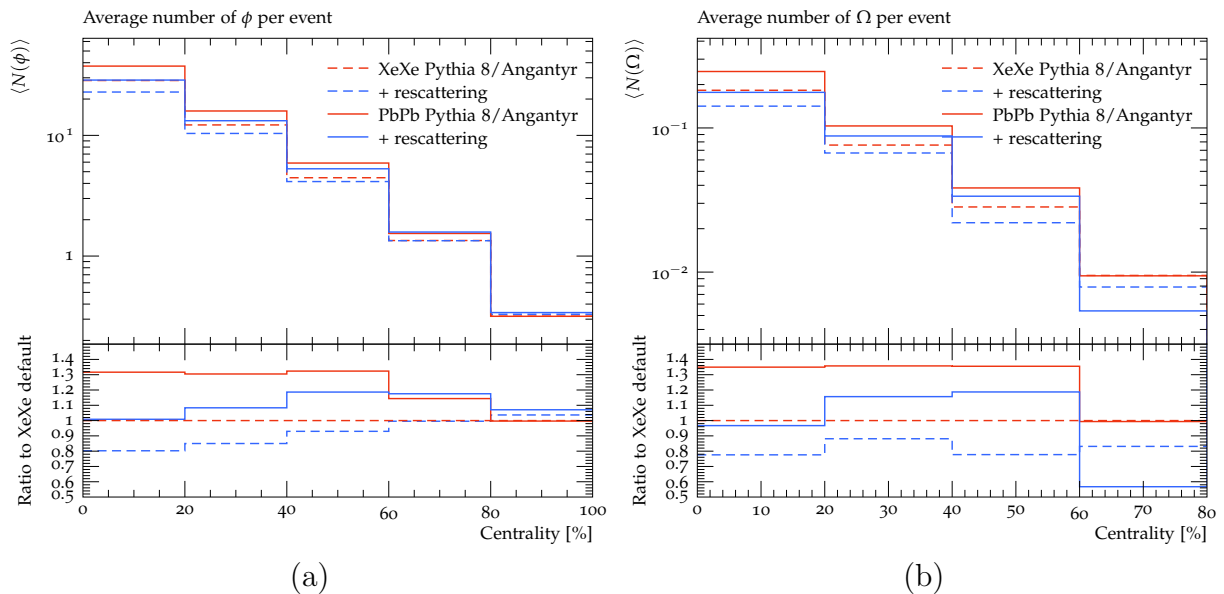 Average number of ϕ per event
⟨N(ϕ)⟩
XeXe Pythia 8/Angantyr
+ rescattering
PbPb Pythia 8/Angantyr
+ rescattering
10¹
1
Ratio to XeXe default
1.4
1.3
1.2
1.1
1
0.9
0.8
0.7
0.6
0.5
0 20 40 60 80 100
Centrality [%]
(a)
Average number of Ω per event
⟨N(Ω)⟩
XeXe Pythia 8/Angantyr
+ rescattering
PbPb Pythia 8/Angantyr
+ rescattering
10⁻¹
10⁻²
Ratio to XeXe default
1.4
1.3
1.2
1.1
1
0.9
0.8
0.7
0.6
0.5
0 10 20 30 40 50 60 70 80
Centrality [%]
(b)